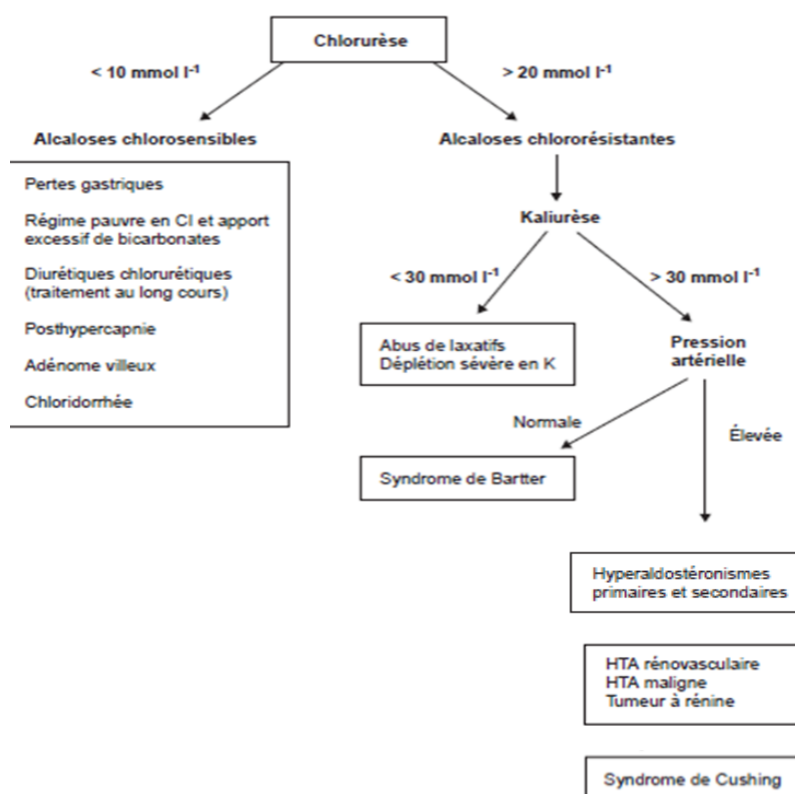 Chlorurèse
< 10 mmol l⁻¹
> 20 mmol l⁻¹
Alcaloses chlorosensibles
Alcaloses chlororésistantes
Pertes gastriques
Régime pauvre en Cl et apport
excessif de bicarbonates
Diurétiques chlorurétiques
(traitement au long cours)
Posthypercapnie
Adénome villeux
Chloridorrhée
Kaliurèse
< 30 mmol l⁻¹
> 30 mmol l⁻¹
Abus de laxatifs
Déplétion sévère en K
Pression
artérielle
Normale
Élevée
Syndrome de Bartter
Hyperaldostéronismes
primaires et secondaires
HTA rénovasculaire
HTA maligne
Tumeur à rénine
Syndrome de Cushing